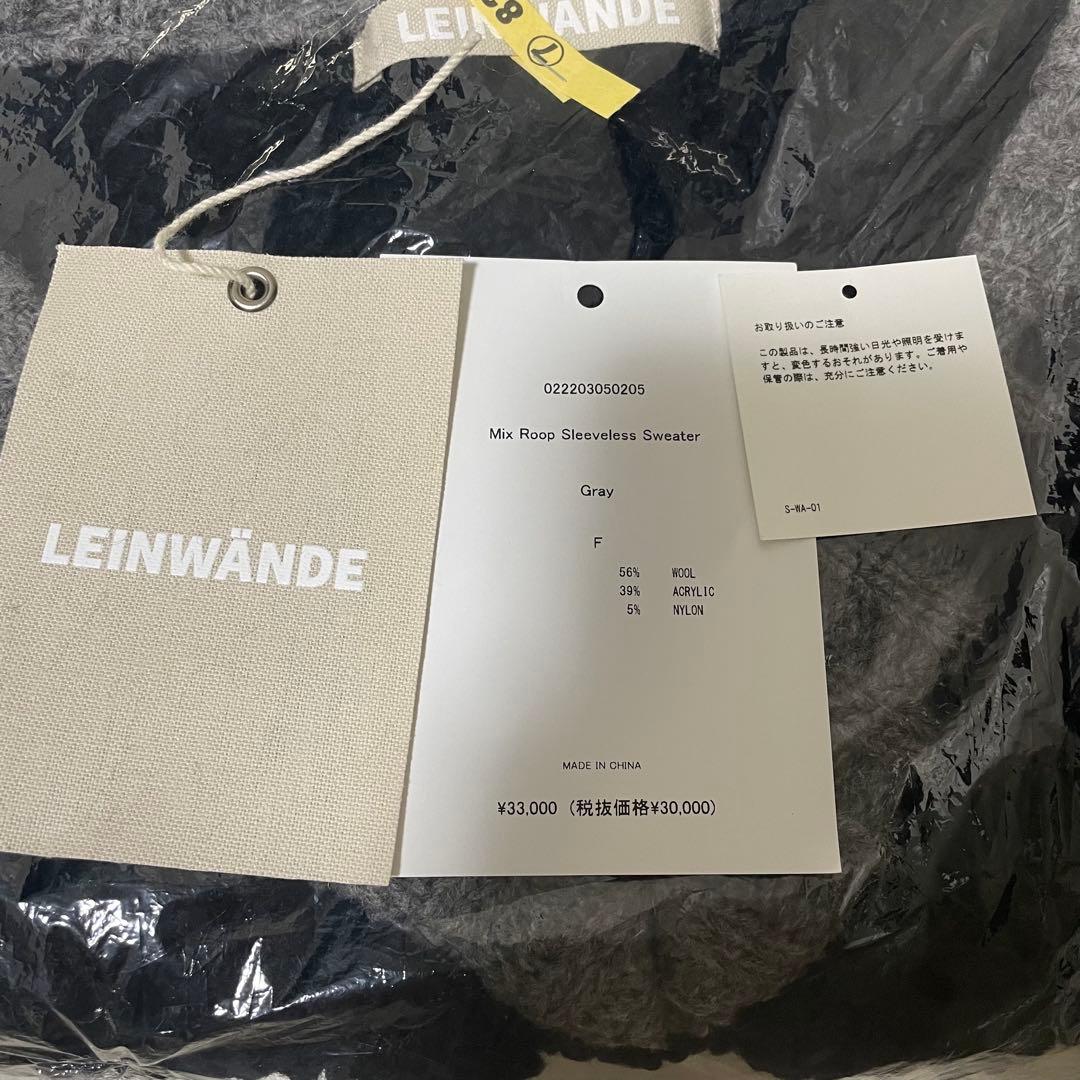 LEINWÄNDE
LEINWÄNDE
022203050205
Mix Roop Sleeveless Sweater
Gray
F
56% WOOL
39% ACRYLIC
5% NYLON
MADE IN CHINA
¥33,000 (税抜価格¥30,000)
お取り扱いのご注意
この製品は、長時間強い日光や照明を受けま
すと、変色するおそれがあります。ご着用や
保管の際は、充分にご注意ください。
S-WA-01